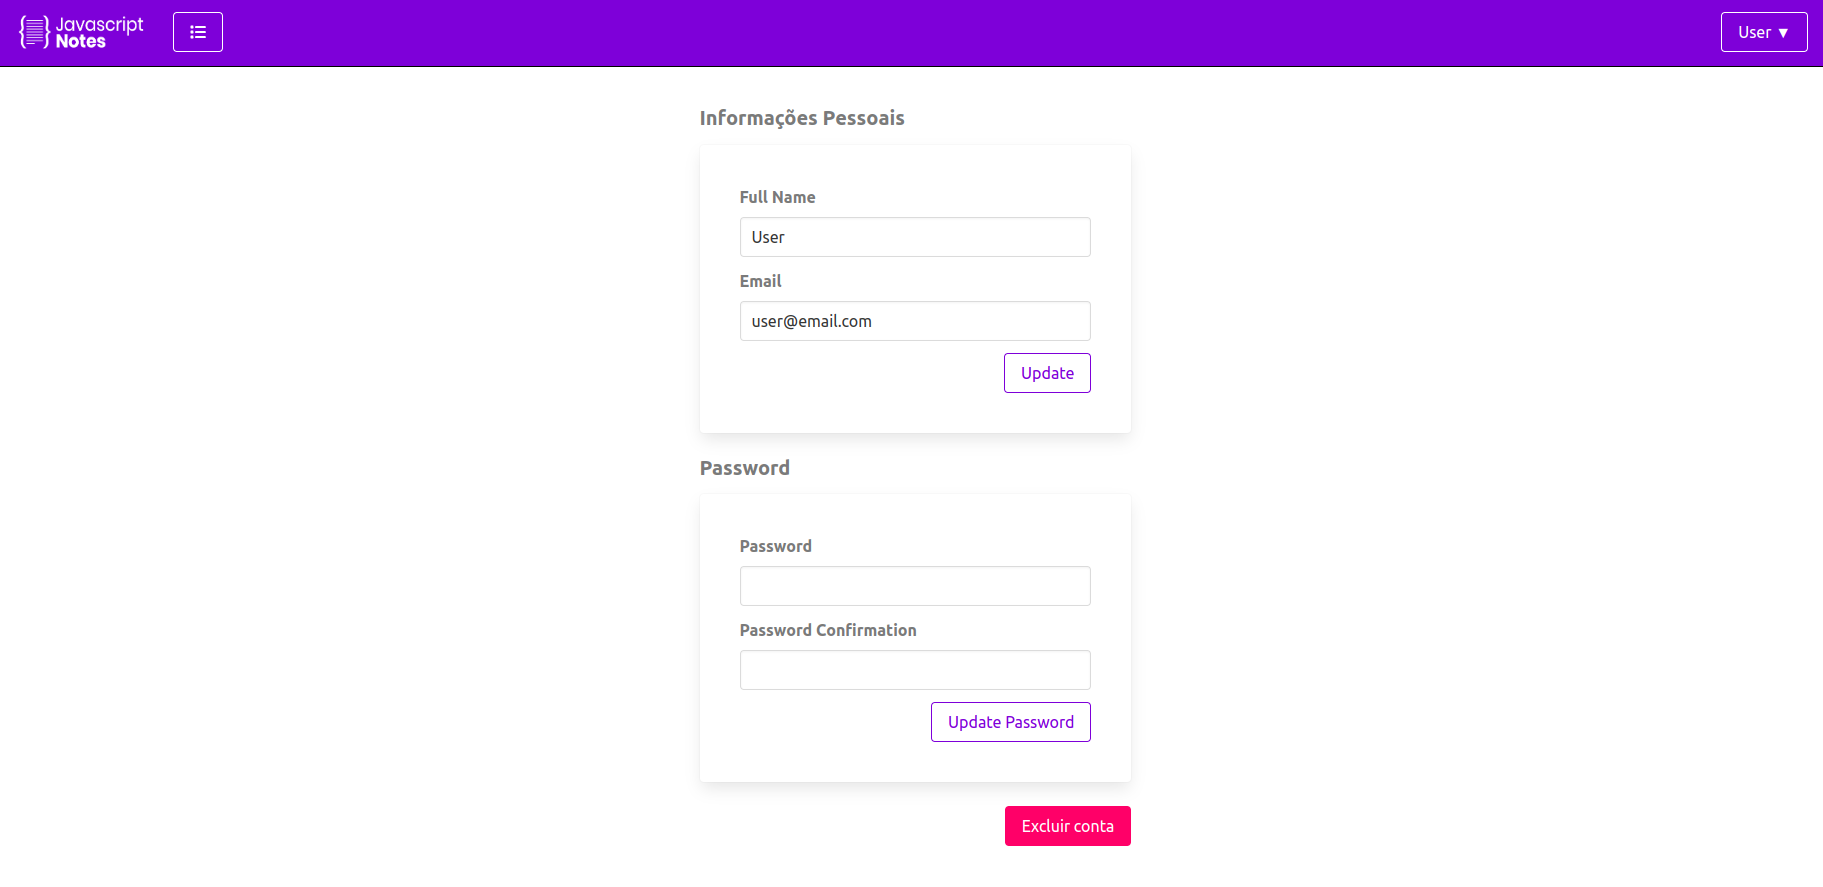 Javascript
Notes
User ▼
Informações Pessoais
Full Name
User
Email
user@email.com
Update
Password
Password
Password Confirmation
Update Password
Excluir conta